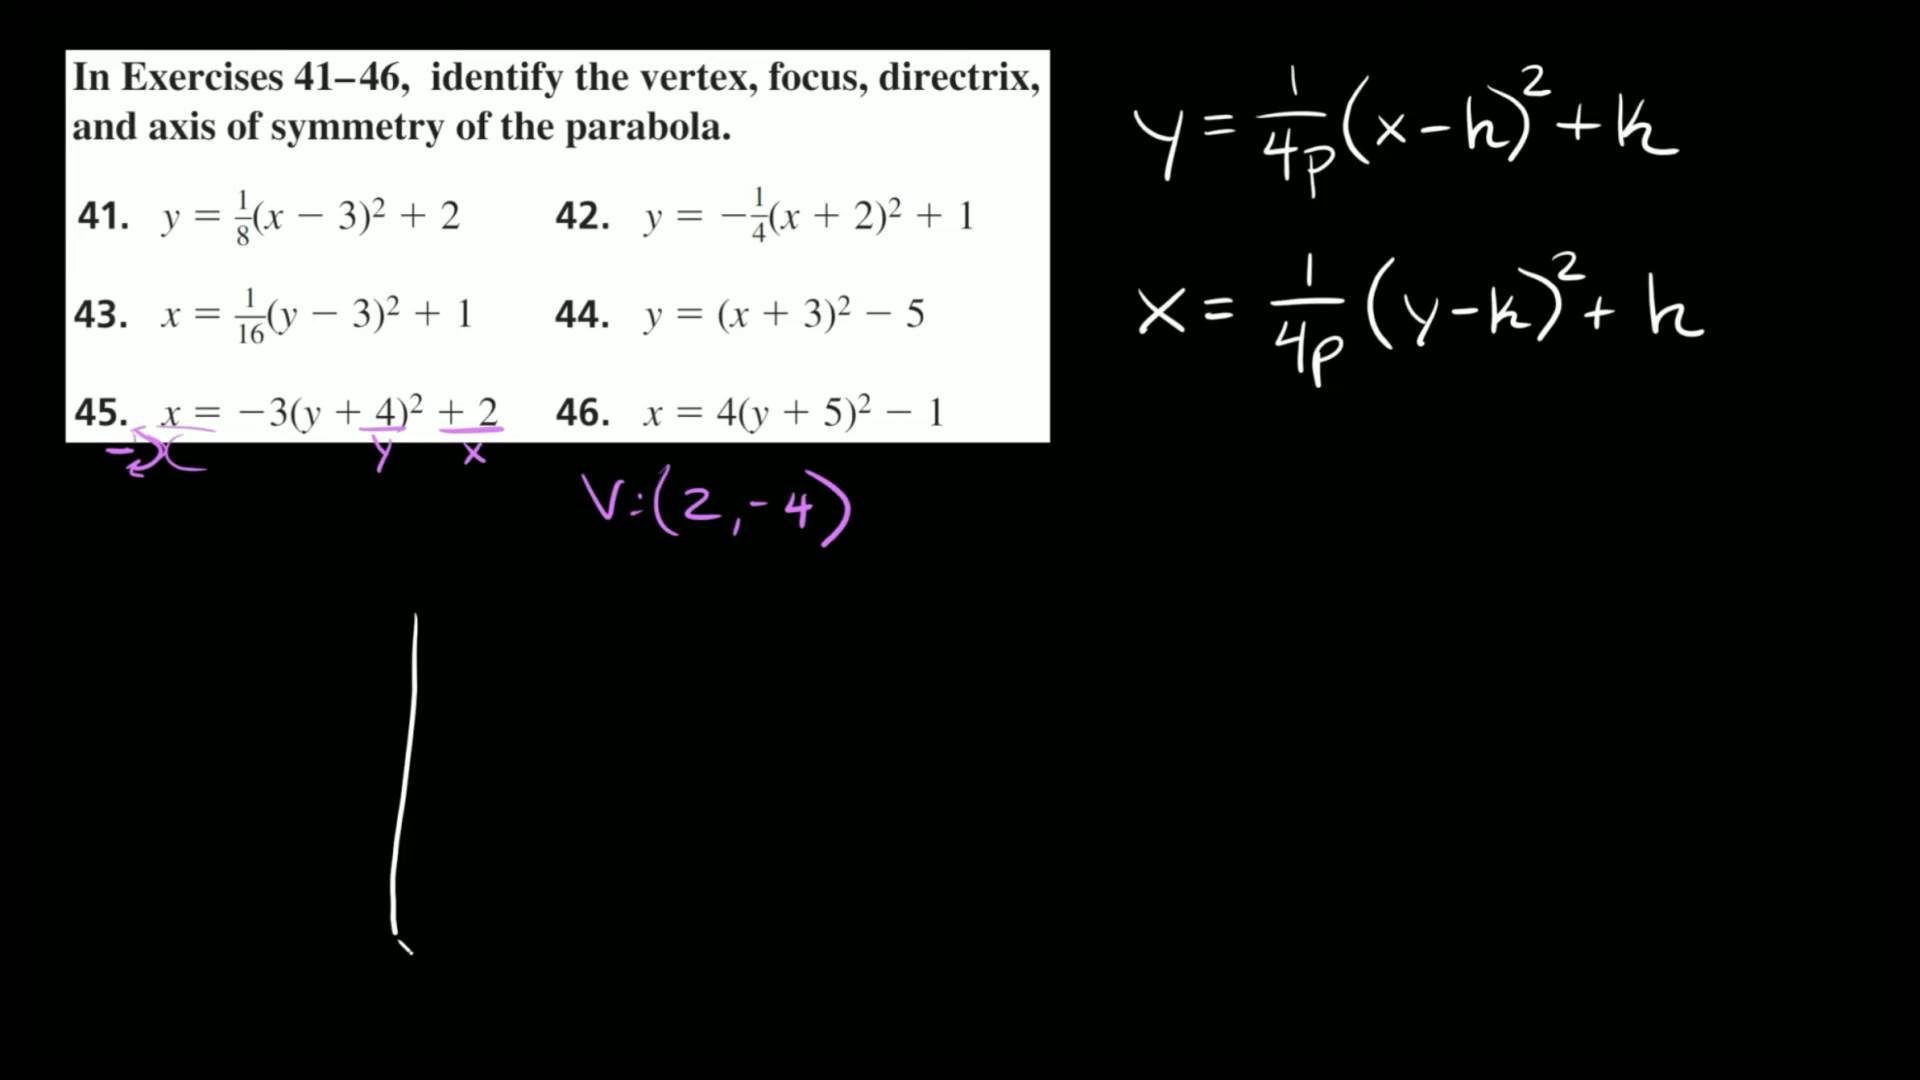 In Exercises 41–46, identify the vertex, focus, directrix,
and axis of symmetry of the parabola.
41. y = 1/8(x − 3)² + 2
42. y = −1/4(x + 2)² + 1
43. x = 1/16(y − 3)² + 1
44. y = (x + 3)² − 5
45. x = −3(y + 4)² + 2
46. x = 4(y + 5)² − 1
y x
V:(2,-4)
y = 1/4p(x-h)² + k
x = 1/4p(y-k)² + h